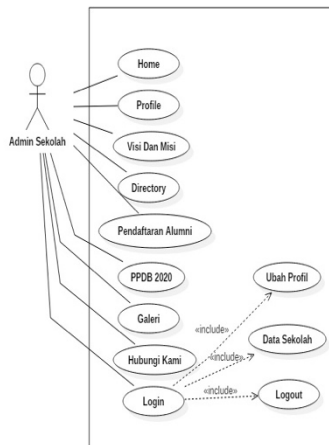 Home
Profile
Admin Sekolah
Visi Dan Misi
Directory
Pendaftaran Alumni
PPDB 2020
Ubah Profil
Galeri
«include»
Data Sekolah
Hubungi Kami
«include»
Login
«include»
Logout